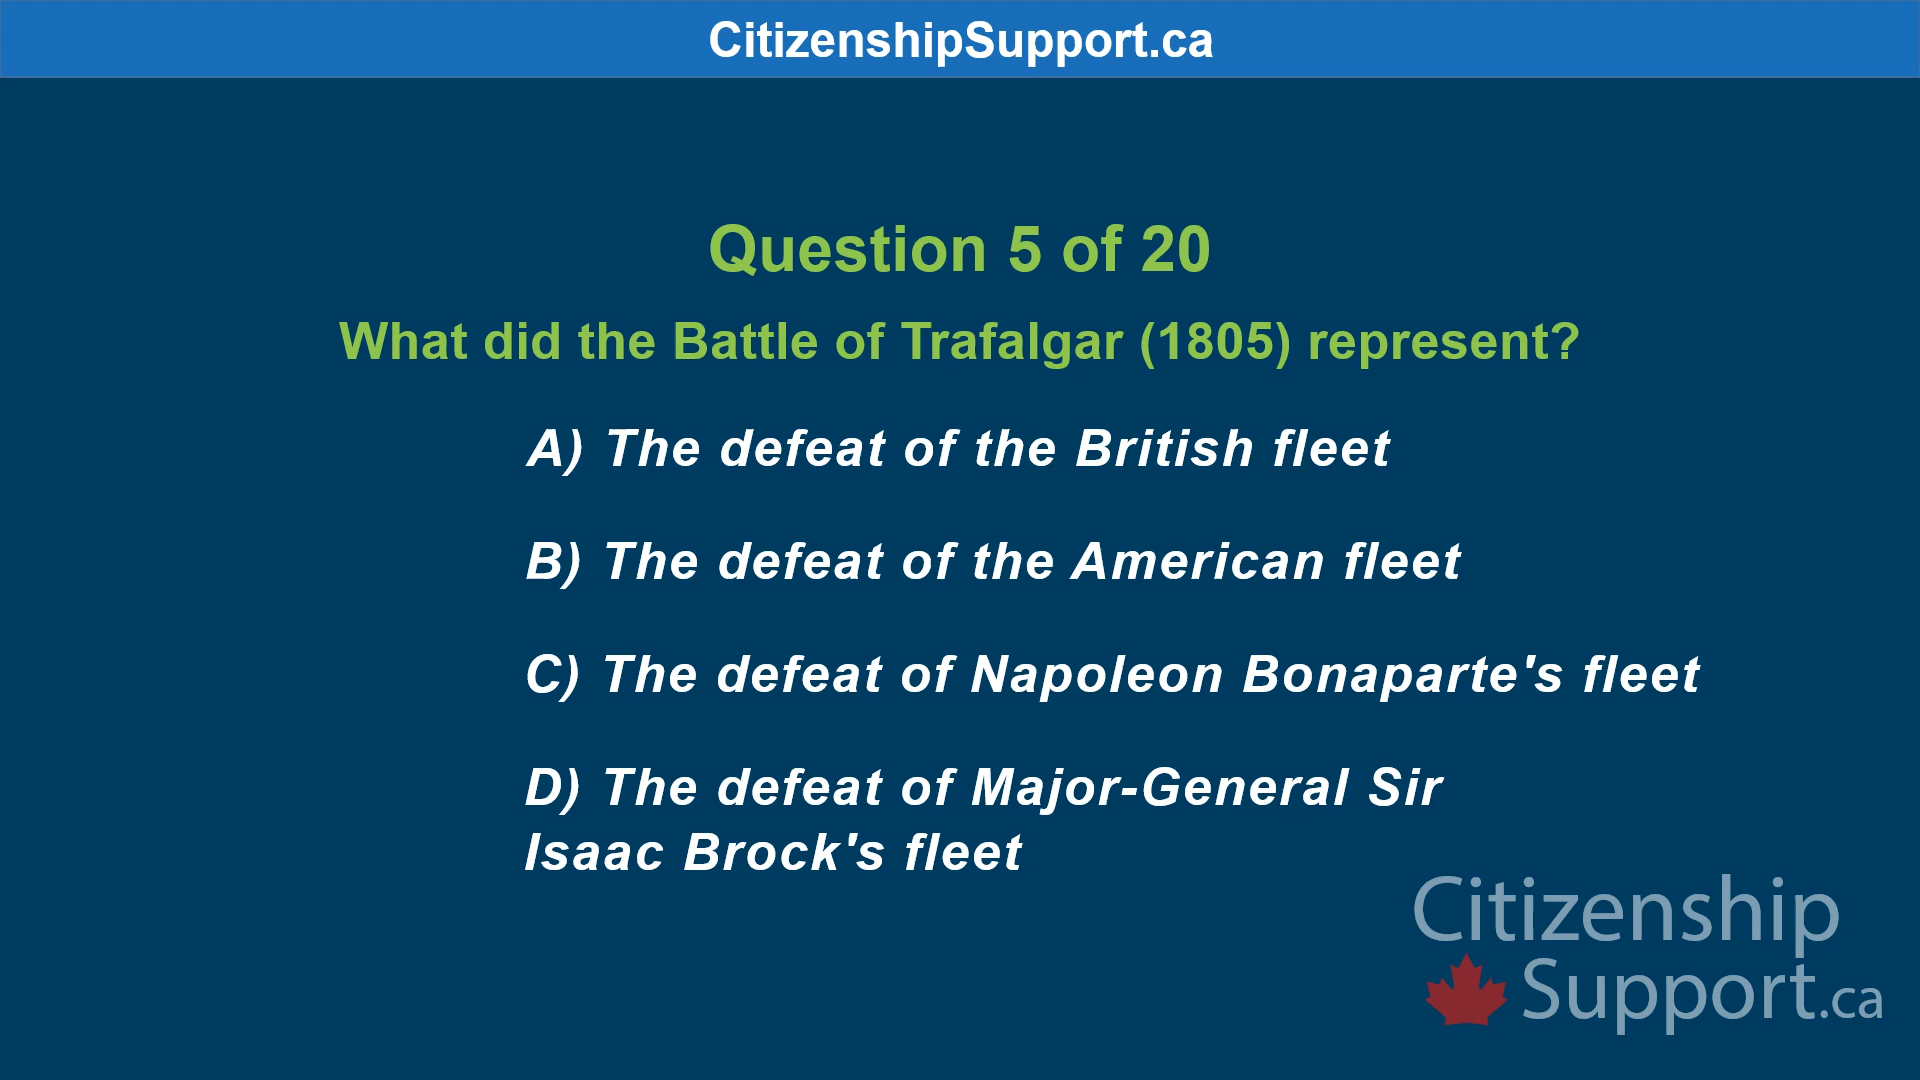 CitizenshipSupport.ca
Question 5 of 20
What did the Battle of Trafalgar (1805) represent?
A) The defeat of the British fleet
B) The defeat of the American fleet
C) The defeat of Napoleon Bonaparte's fleet
D) The defeat of Major-General Sir
Isaac Brock's fleet
Citizenship
Support.ca